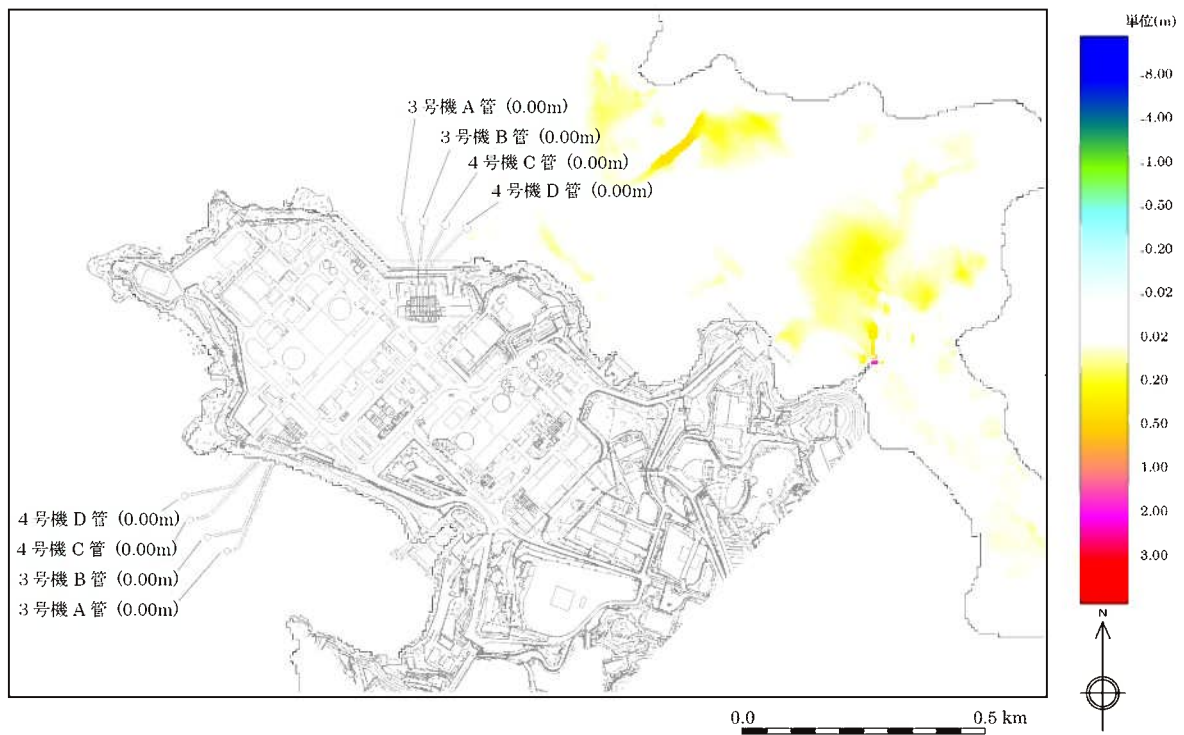 単位(m)
3号機A管 (0.00m)
3号機B管 (0.00m)
4号機C管 (0.00m)
4号機D管 (0.00m)
4号機D管 (0.00m)
4号機C管 (0.00m)
3号機B管 (0.00m)
3号機A管 (0.00m)
-8.00
-4.00
-1.00
-0.50
-0.20
-0.02
0.02
0.20
0.50
1.00
2.00
3.00
N
0.0 0.5 km